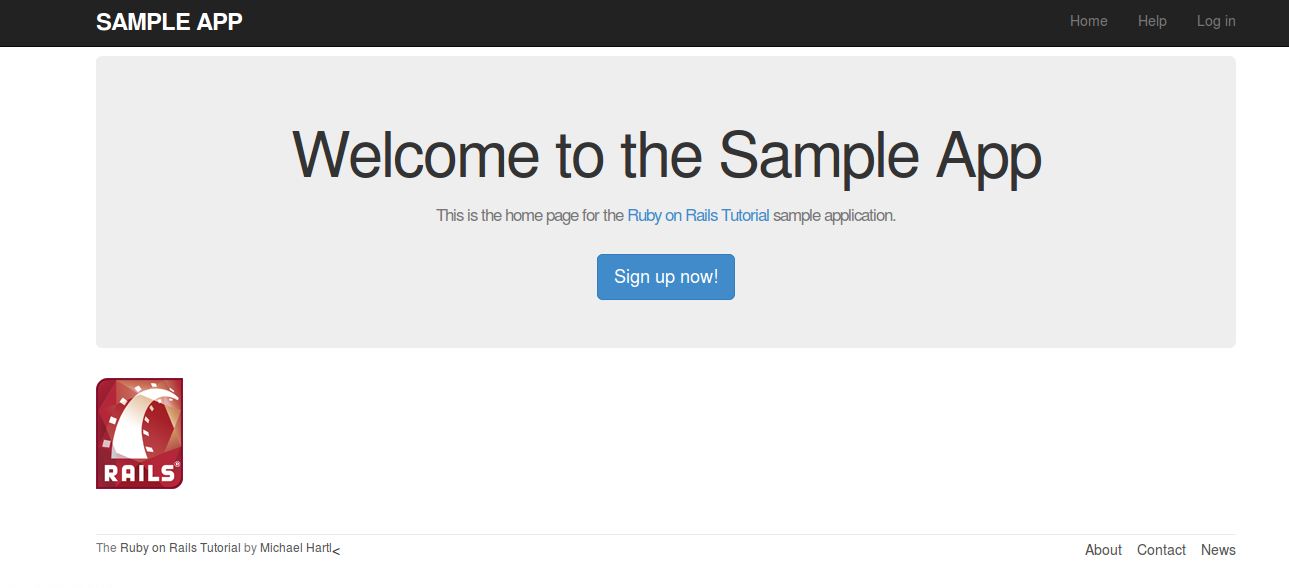 SAMPLE APP Home Help Log in
Welcome to the Sample App
This is the home page for the Ruby on Rails Tutorial sample application.
Sign up now!
RAILS®
The Ruby on Rails Tutorial by Michael Hartl< About Contact News